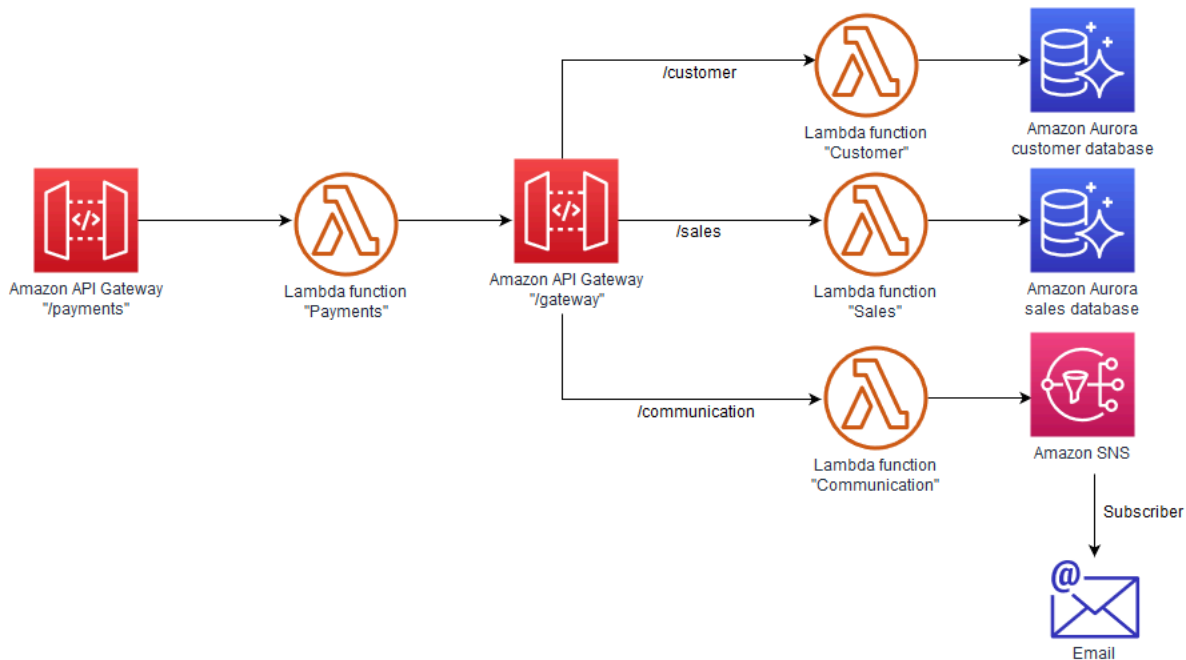 /customer
Lambda function
"Customer"
Amazon Aurora
customer database
</>
Amazon API Gateway
"/payments"
Lambda function
"Payments"
</>
Amazon API Gateway
"/gateway"
/sales
Lambda function
"Sales"
Amazon Aurora
sales database
/communication
Lambda function
"Communication"
Amazon SNS
Subscriber
@
Email